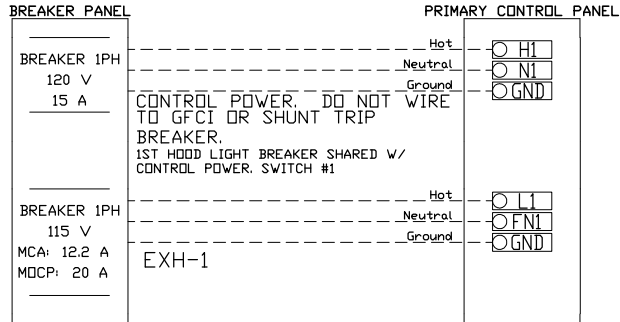 BREAKER PANEL
PRIMARY CONTROL PANEL
BREAKER 1PH
120 V
15 A
Hot
Neutral
Ground
H1
N1
GND
CONTROL POWER. DO NOT WIRE
TO GFCI OR SHUNT TRIP
BREAKER.
1ST HOOD LIGHT BREAKER SHARED W/
CONTROL POWER. SWITCH #1
BREAKER 1PH
115 V
MCA: 12.2 A
MOCP: 20 A
Hot
Neutral
Ground
L1
FN1
GND
EXH-1